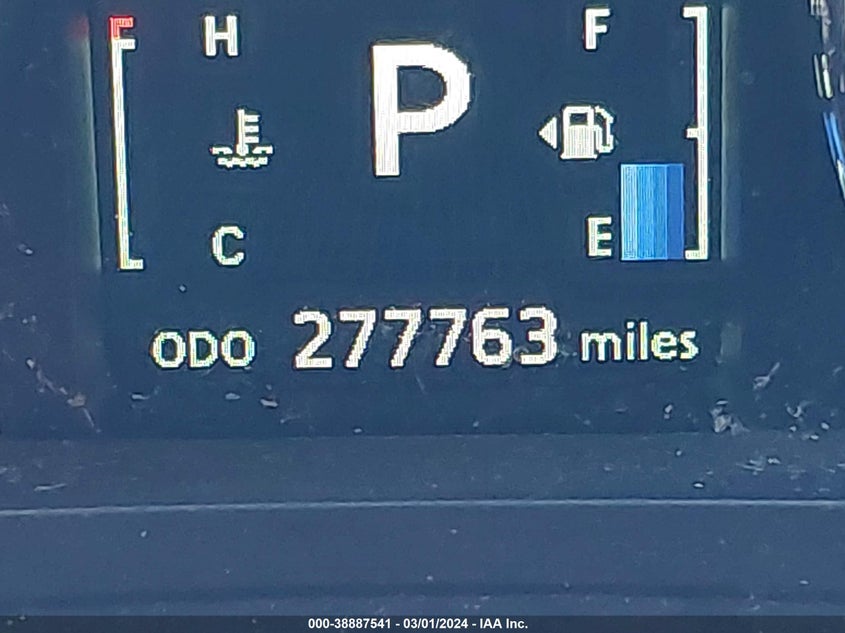 H F
P
C E
ODO 277763 miles
000-38887541 - 03/01/2024 - IAA Inc.